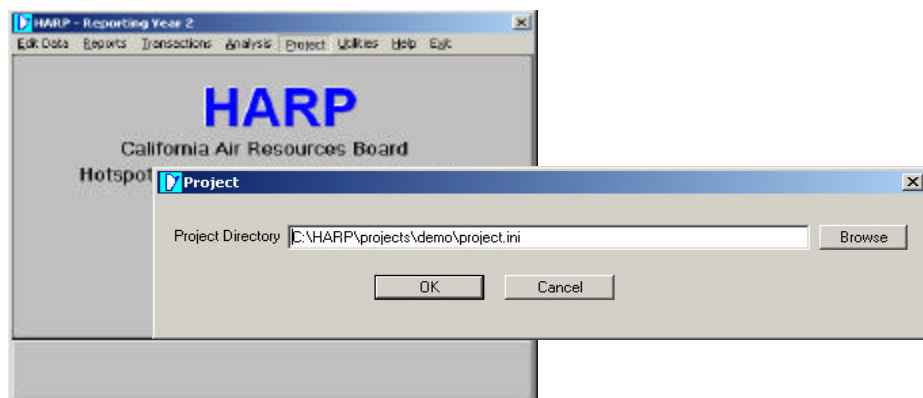 HARP - Reporting Year 2
Edit Data Reports Transactions Analysis Project Utilities Help Exit
HARP
California Air Resources Board
Hotspot
Project
Project Directory C:\HARP\projects\demo\project.ini Browse
OK Cancel